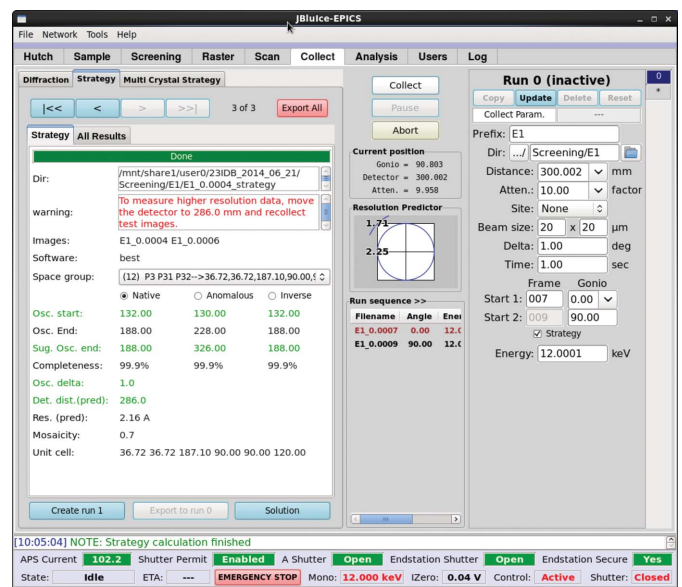 JBluIce-EPICS
File Network Tools Help
Hutch Sample Screening Raster Scan Collect Analysis Users Log
Diffraction Strategy Multi Crystal Strategy
|<< < > >>| 3 of 3 Export All
Strategy All Results
Done
Dir: /mnt/share1/user0/23IDB_2014_06_21/
Screening/E1/E1_0.0004_strategy
warning: To measure higher resolution data, move
the detector to 286.0 mm and recollect
test images.
Images: E1_0.0004 E1_0.0006
Software: best
Space group: (12) P3 P31 P32-->36.72,36.72,187.10,90.00,9
Native Anomalous Inverse
Osc. start: 132.00 130.00 132.00
Osc. End: 188.00 228.00 188.00
Sug. Osc. end: 188.00 326.00 188.00
Completeness: 99.9% 99.9% 99.9%
Osc. delta: 1.0
Det. dist.(pred): 286.0
Res. (pred): 2.16 A
Mosaicity: 0.7
Unit cell: 36.72 36.72 187.10 90.00 90.00 120.00
Create run 1 Export to run 0 Solution
Collect
Pause
Abort
Current position
Gonio = 90.803
Detector = 300.002
Atten. = 9.958
Resolution Predictor
1.71
2.25
Run sequence >>
Filename Angle Ener
E1_0.0007 0.00 12.0
E1_0.0009 90.00 12.0
Run 0 (inactive)
Copy Update Delete Reset
Collect Param. ---
Prefix: E1
Dir: .../ Screening/E1
Distance: 300.002 mm
Atten.: 10.00 factor
Site: None
Beam size: 20 x 20 µm
Delta: 1.00 deg
Time: 1.00 sec
Frame Gonio
Start 1: 007 0.00
Start 2: 009 90.00
Strategy
Energy: 12.0001 keV
0
*
[10:05:04] NOTE: Strategy calculation finished
APS Current 102.2 Shutter Permit Enabled A Shutter Open Endstation Shutter Open Endstation Secure Yes
State: Idle ETA: --- EMERGENCY STOP Mono: 12.000 keV IZero: 0.04 V Control: Active Shutter: Closed